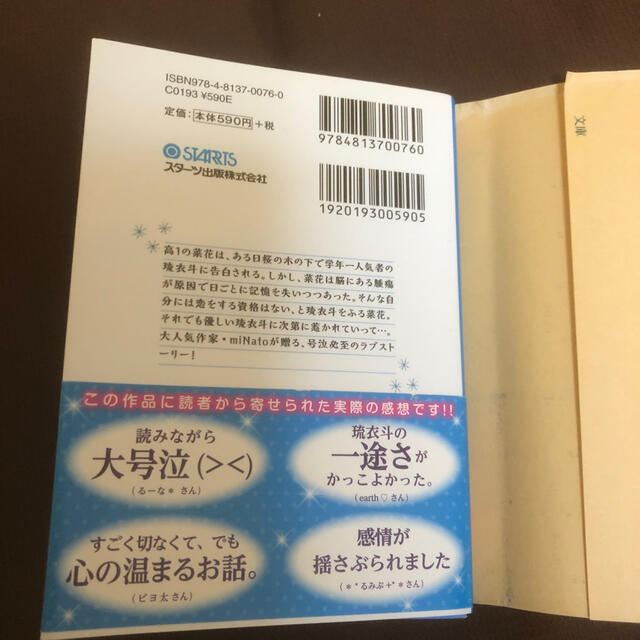 ISBN978-4-8137-0076-0
C0193 ¥590E
定価:本体590円+税
9784813700760
STARTS
スターツ出版株式会社
1920193005905
文庫
高1の菜花は、ある日桜の木の下で学年一人気者の
琉衣斗に告白される。しかし、菜花は脳にある腫瘍
が原因で日ごとに記憶を失いつつあった。そんな自
分には恋をする資格はない、と琉衣斗をふる菜花。
それでも優しい琉衣斗に次第に惹かれていって…。
大人気作家・miNatoが贈る、号泣必至のラブスト
ーリー!
この作品に読者から寄せられた実際の感想です!!
読みながら
大号泣(><)
(るーな* さん)
琉衣斗の
一途さが
かっこよかった。
(earth♡さん)
すごく切なくて、でも
心の温まるお話。
(ピヨ太さん)
感情が
揺さぶられました
(**るみぷ+**さん)